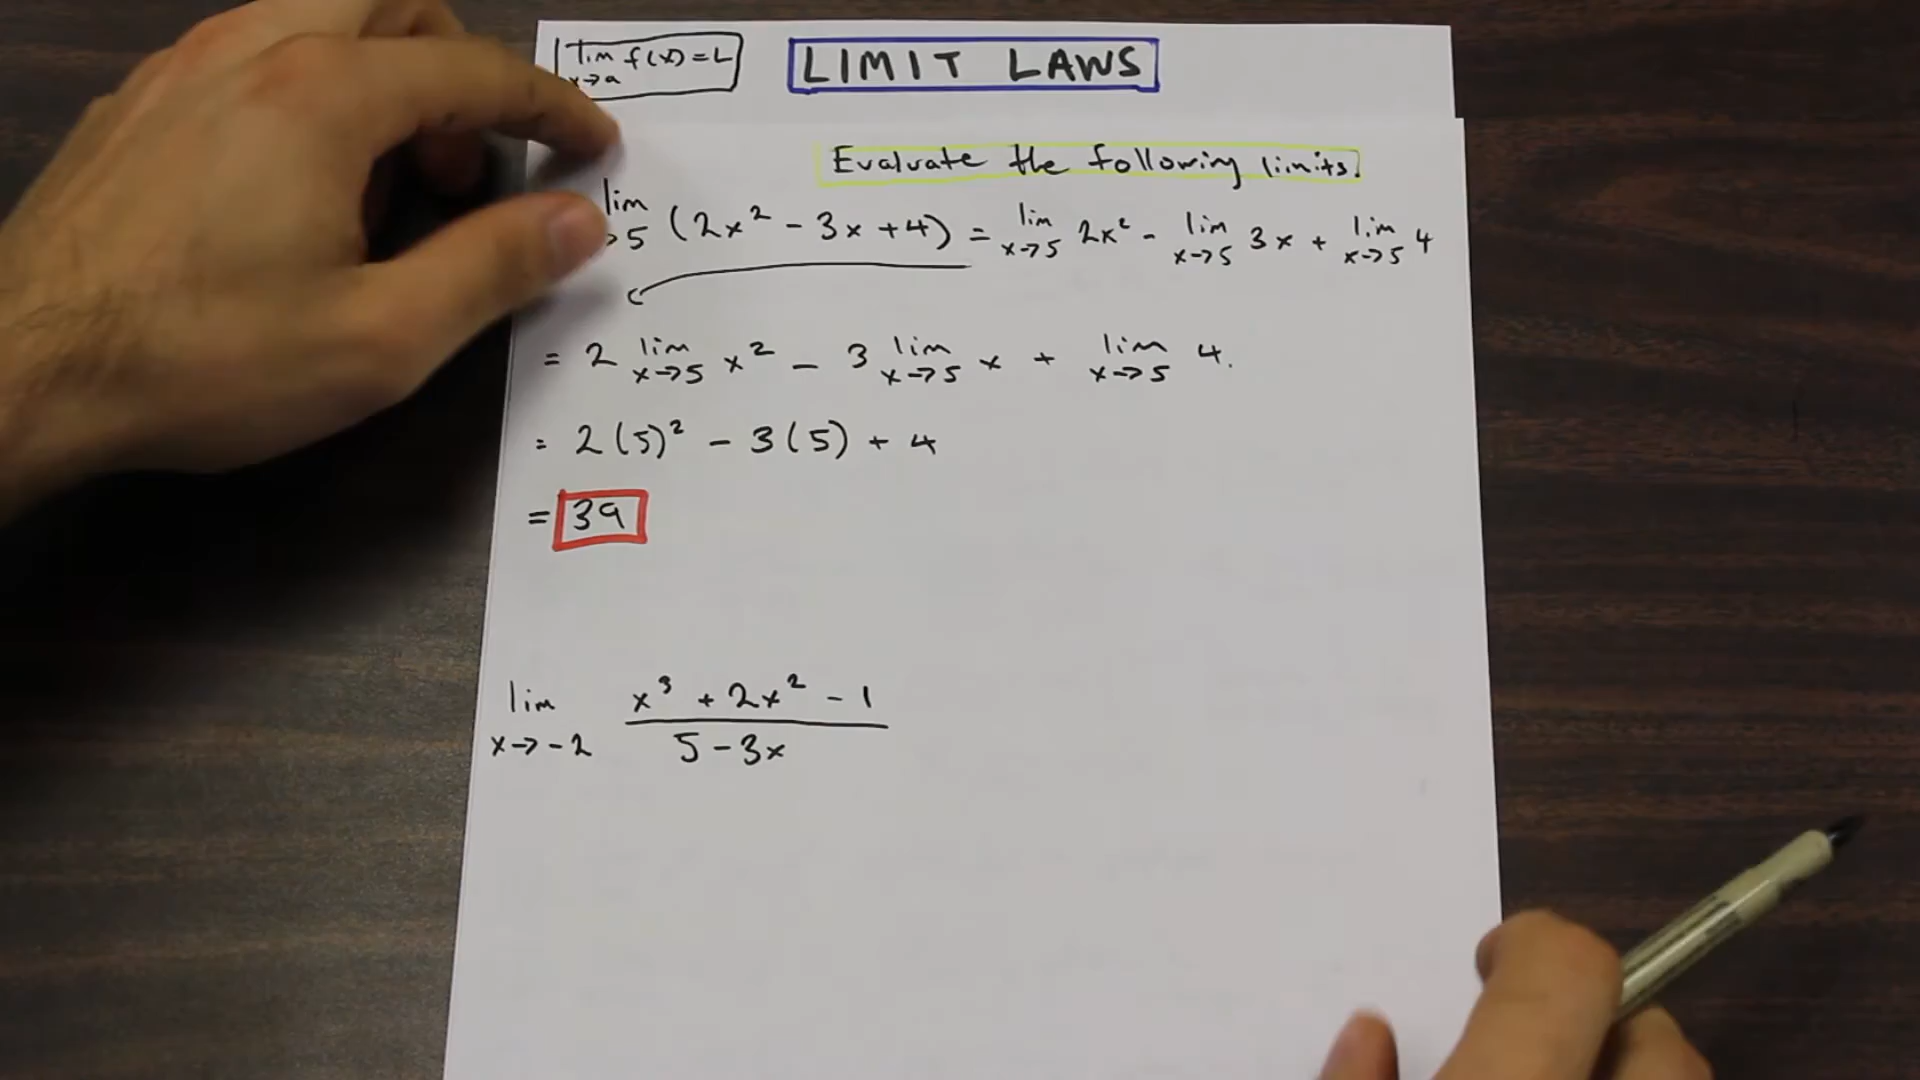 lim f(x) = L
x→a
LIMIT LAWS
Evaluate the following limits.
lim (2x² - 3x + 4) = lim 2x² - lim 3x + lim 4
→5 x→5 x→5 x→5
= 2 lim x² - 3 lim x + lim 4.
x→5 x→5 x→5
= 2(5)² - 3(5) + 4
= 39
lim x³ + 2x² - 1
x→-2 5 - 3x